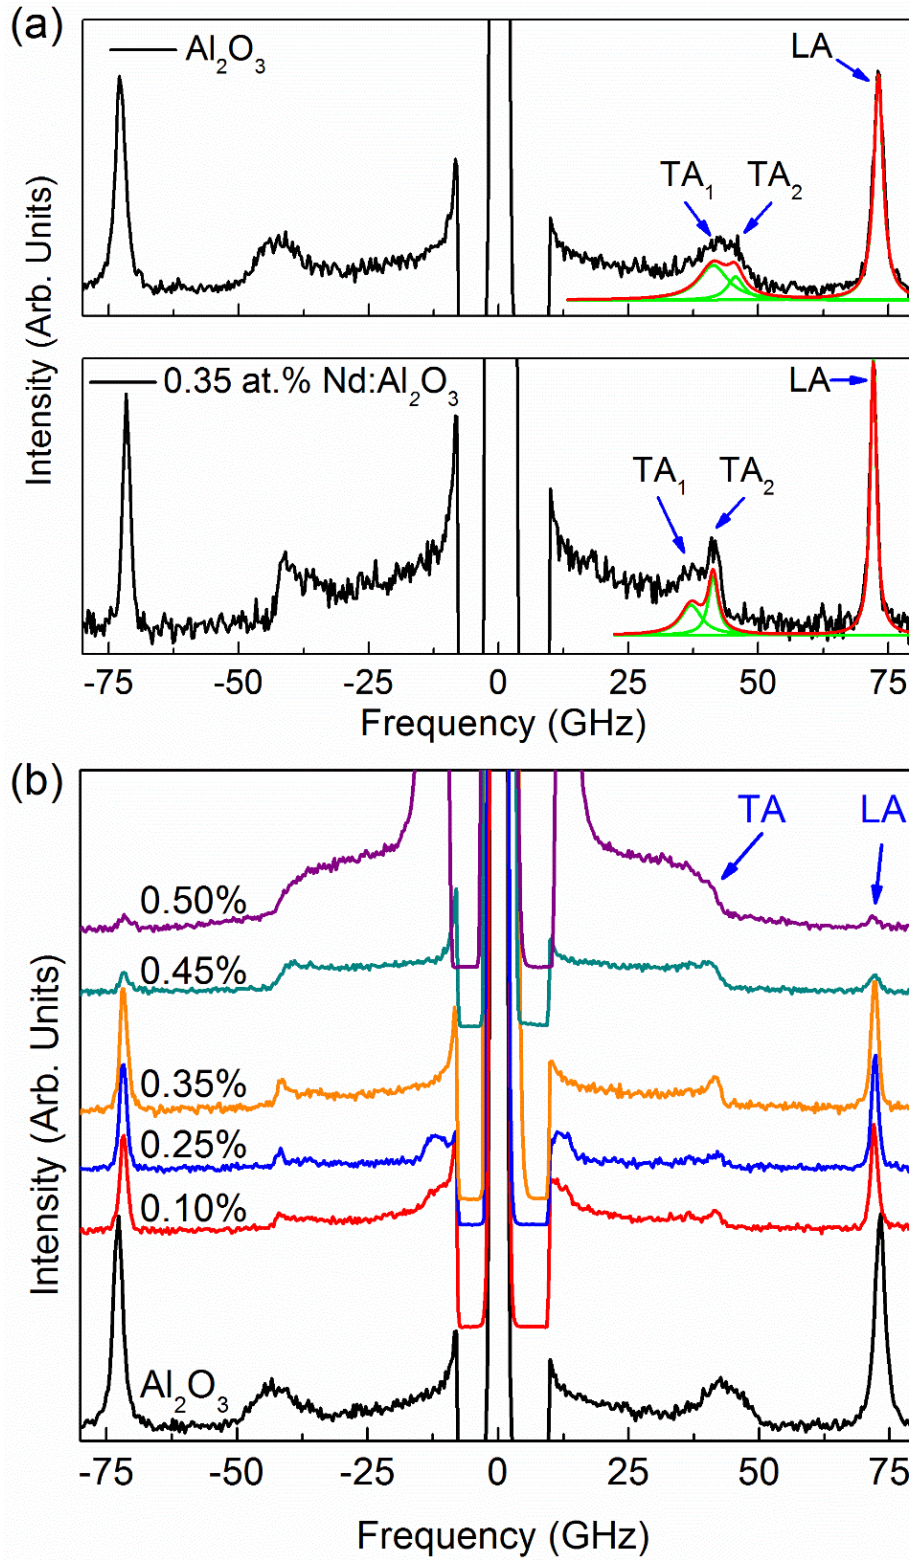 (a)
Al₂O₃
LA
TA₁ TA₂
Intensity (Arb. Units)
0.35 at.% Nd:Al₂O₃
LA
TA₁ TA₂
-75 -50 -25 0 25 50 75
Frequency (GHz)
(b)
TA LA
0.50%
0.45%
0.35%
0.25%
0.10%
Al₂O₃
Intensity (Arb. Units)
-75 -50 -25 0 25 50 75
Frequency (GHz)